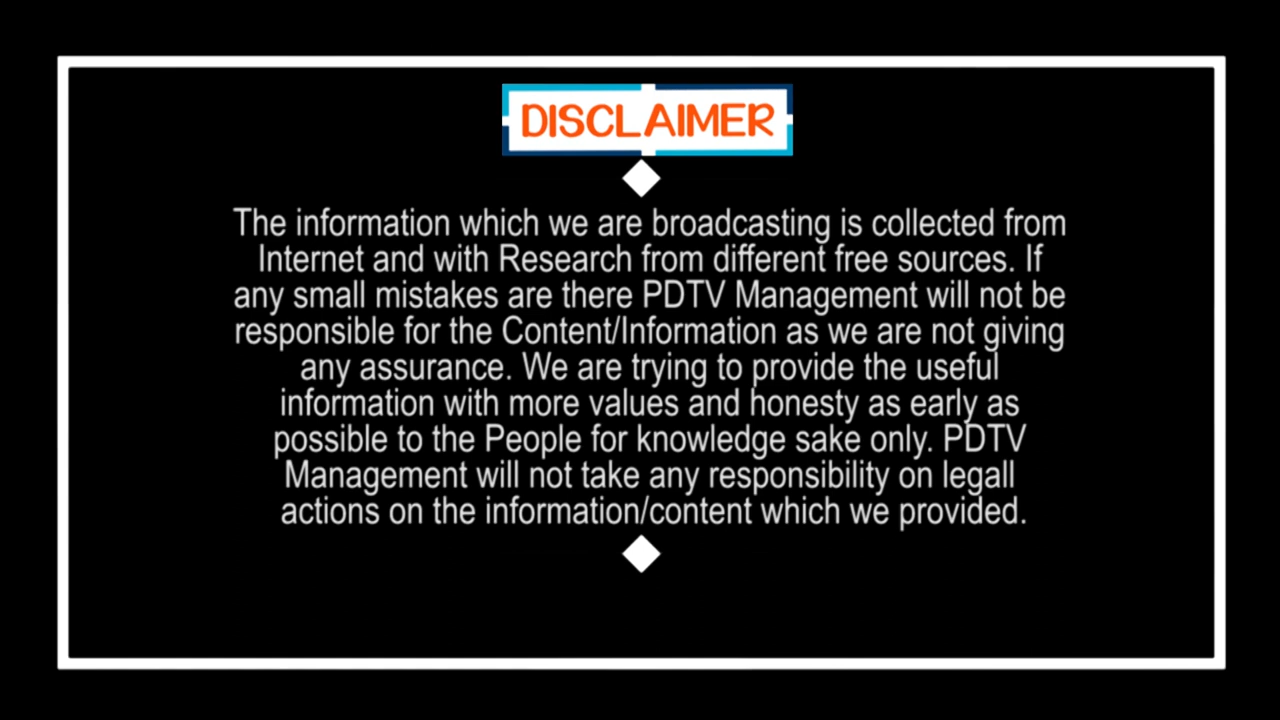 DISCLAIMER
The information which we are broadcasting is collected from
Internet and with Research from different free sources. If
any small mistakes are there PDTV Management will not be
responsible for the Content/Information as we are not giving
any assurance. We are trying to provide the useful
information with more values and honesty as early as
possible to the People for knowledge sake only. PDTV
Management will not take any responsibility on legall
actions on the information/content which we provided.